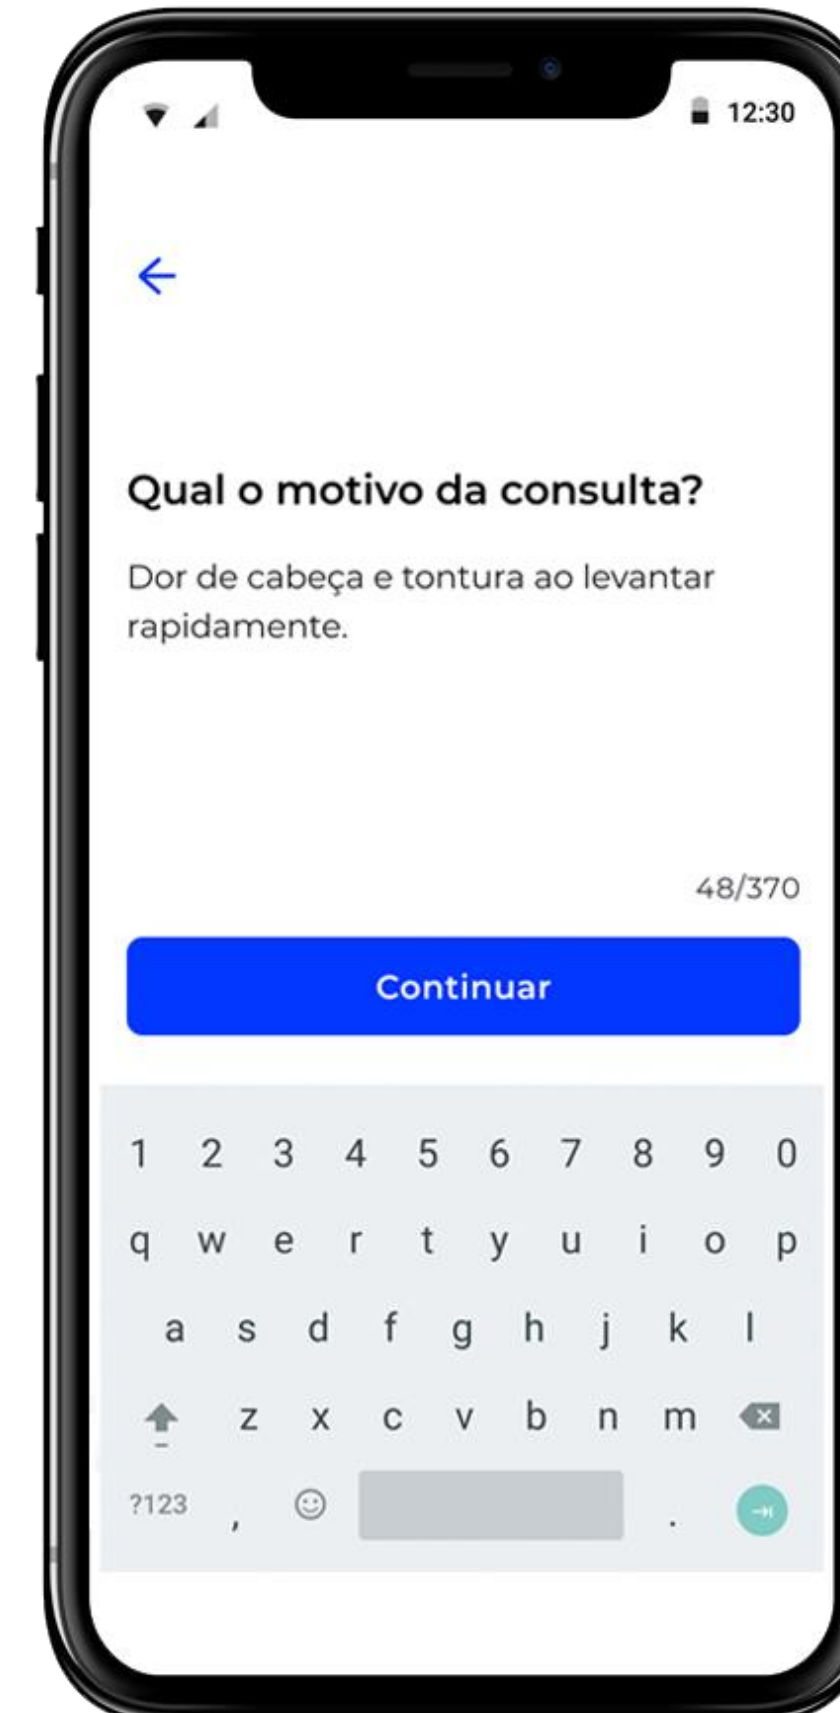 12:30
Qual o motivo da consulta?
Dor de cabeça e tontura ao levantar
rapidamente.
48/370
Continuar
1 2 3 4 5 6 7 8 9 0
q w e r t y u i o p
a s d f g h j k l
z x c v b n m
?123 , .